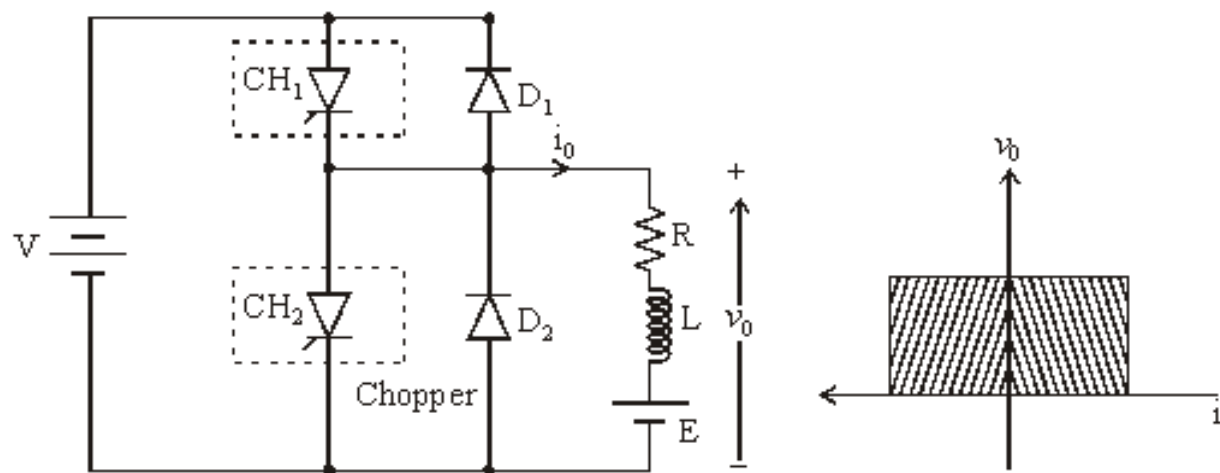 CH₁
D₁
i₀
v₀
+
V
R
CH₂
D₂
L
v₀
Chopper
E
−
i